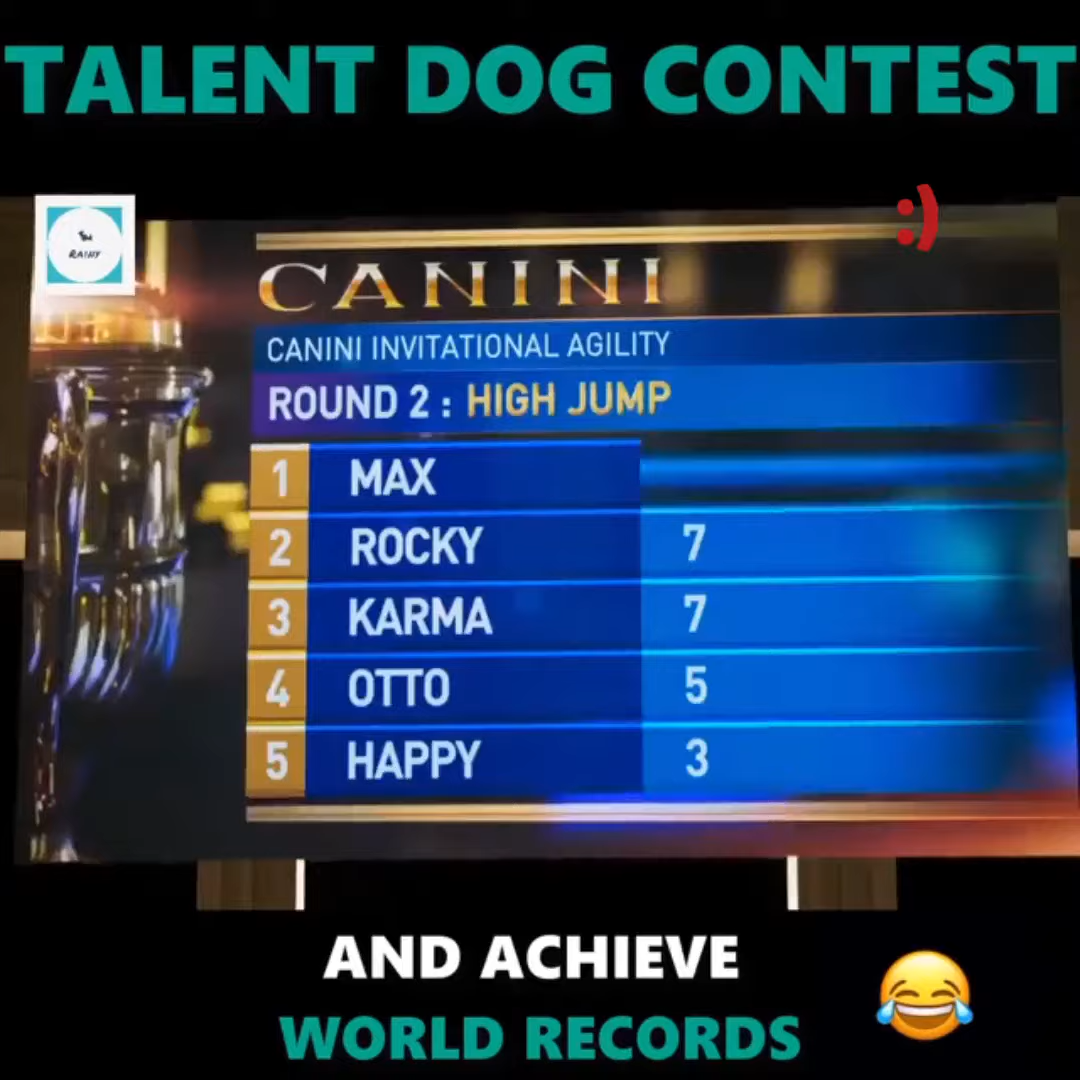 TALENT DOG CONTEST
RAINY
:)
CANINI
CANINI INVITATIONAL AGILITY
ROUND 2 : HIGH JUMP
1 MAX
2 ROCKY 7
3 KARMA 7
4 OTTO 5
5 HAPPY 3
AND ACHIEVE
WORLD RECORDS